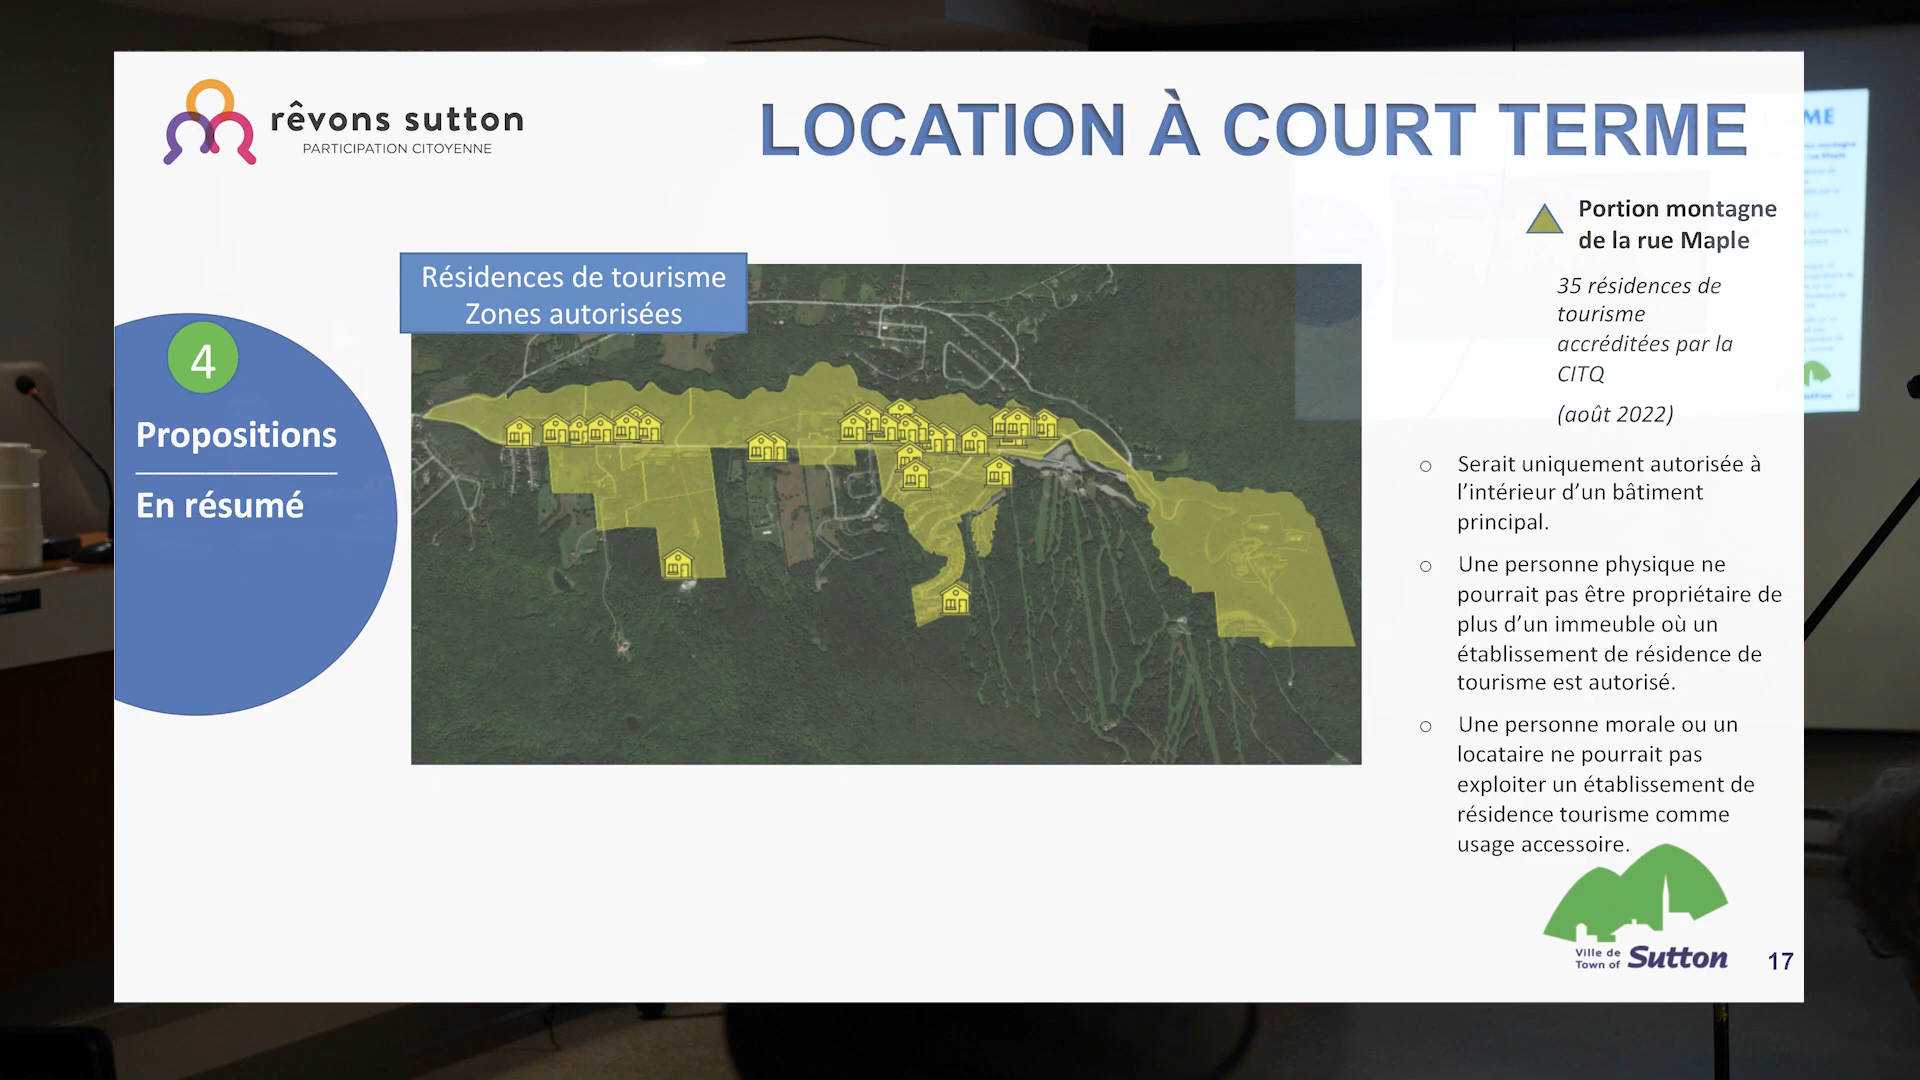 rêvons sutton
PARTICIPATION CITOYENNE
LOCATION À COURT TERME
Portion montagne
de la rue Maple
35 résidences de
tourisme
accréditées par la
CITQ
(août 2022)
Résidences de tourisme
Zones autorisées
4
Propositions
En résumé
o Serait uniquement autorisée à
l’intérieur d’un bâtiment
principal.
o Une personne physique ne
pourrait pas être propriétaire de
plus d’un immeuble où un
établissement de résidence de
tourisme est autorisé.
o Une personne morale ou un
locataire ne pourrait pas
exploiter un établissement de
résidence tourisme comme
usage accessoire.
Ville de
Town of Sutton
17
ME